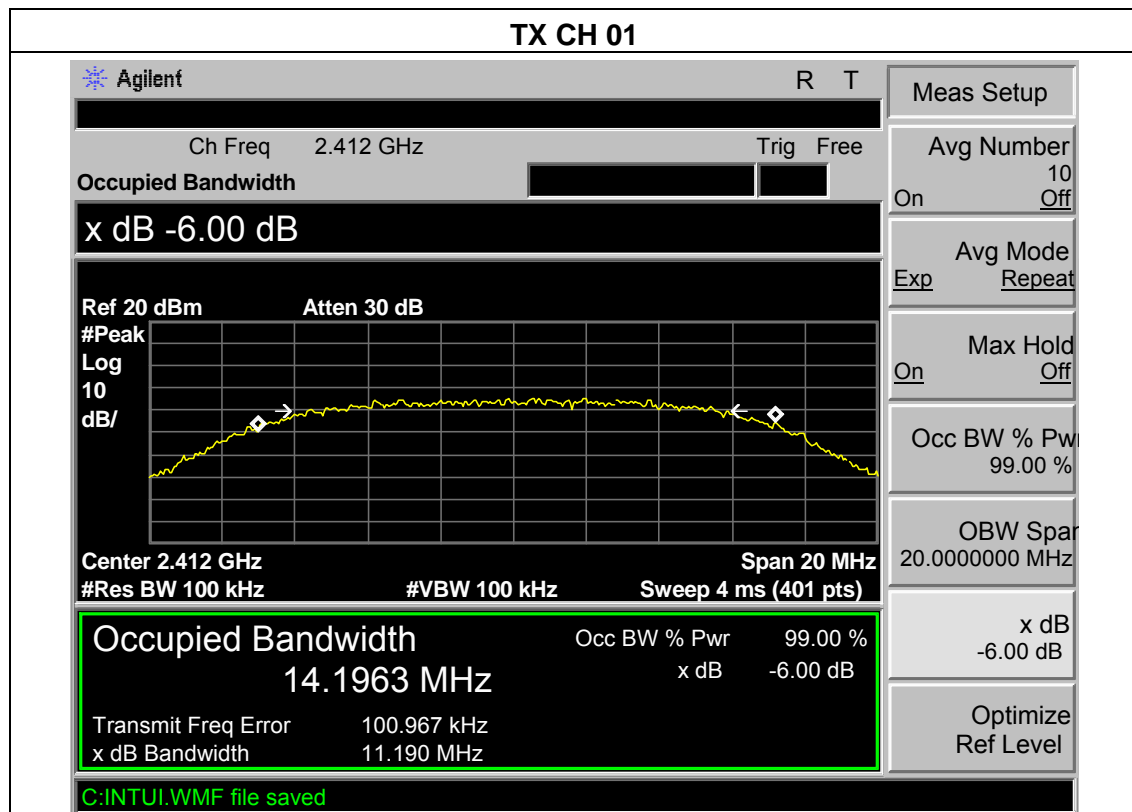 TX CH 01
Agilent R T
Ch Freq 2.412 GHz Trig Free
Occupied Bandwidth
x dB -6.00 dB
Ref 20 dBm Atten 30 dB
#Peak
Log
10
dB/
Center 2.412 GHz Span 20 MHz
#Res BW 100 kHz #VBW 100 kHz Sweep 4 ms (401 pts)
Occupied Bandwidth Occ BW % Pwr 99.00 %
14.1963 MHz x dB -6.00 dB
Transmit Freq Error 100.967 kHz
x dB Bandwidth 11.190 MHz
C:INTUI.WMF file saved
Meas Setup
Avg Number
10
On Off
Avg Mode
Exp Repeat
Max Hold
On Off
Occ BW % Pwr
99.00 %
OBW Span
20.0000000 MHz
x dB
-6.00 dB
Optimize
Ref Level